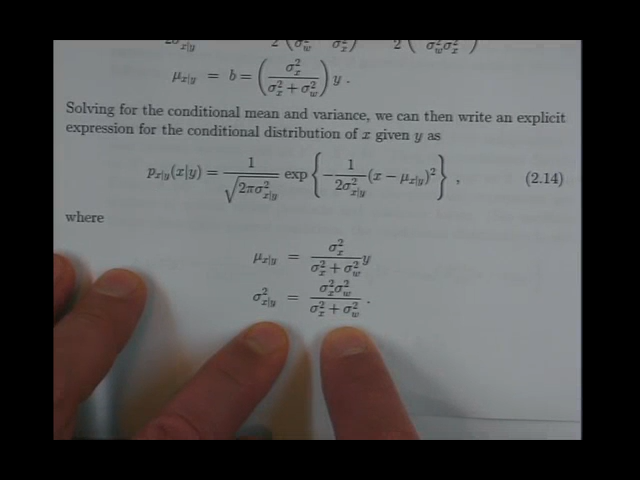 μ_{x|y} = b = ( σ_x^2 / (σ_x^2 + σ_w^2) ) y .
Solving for the conditional mean and variance, we can then write an explicit
expression for the conditional distribution of x given y as
p_{x|y}(x|y) = 1 / √(2πσ_{x|y}^2) exp { − 1 / (2σ_{x|y}^2) (x − μ_{x|y})^2 } , (2.14)
where
μ_{x|y} = σ_x^2 / (σ_x^2 + σ_w^2) y
σ_{x|y}^2 = σ_x^2 σ_w^2 / (σ_x^2 + σ_w^2) .